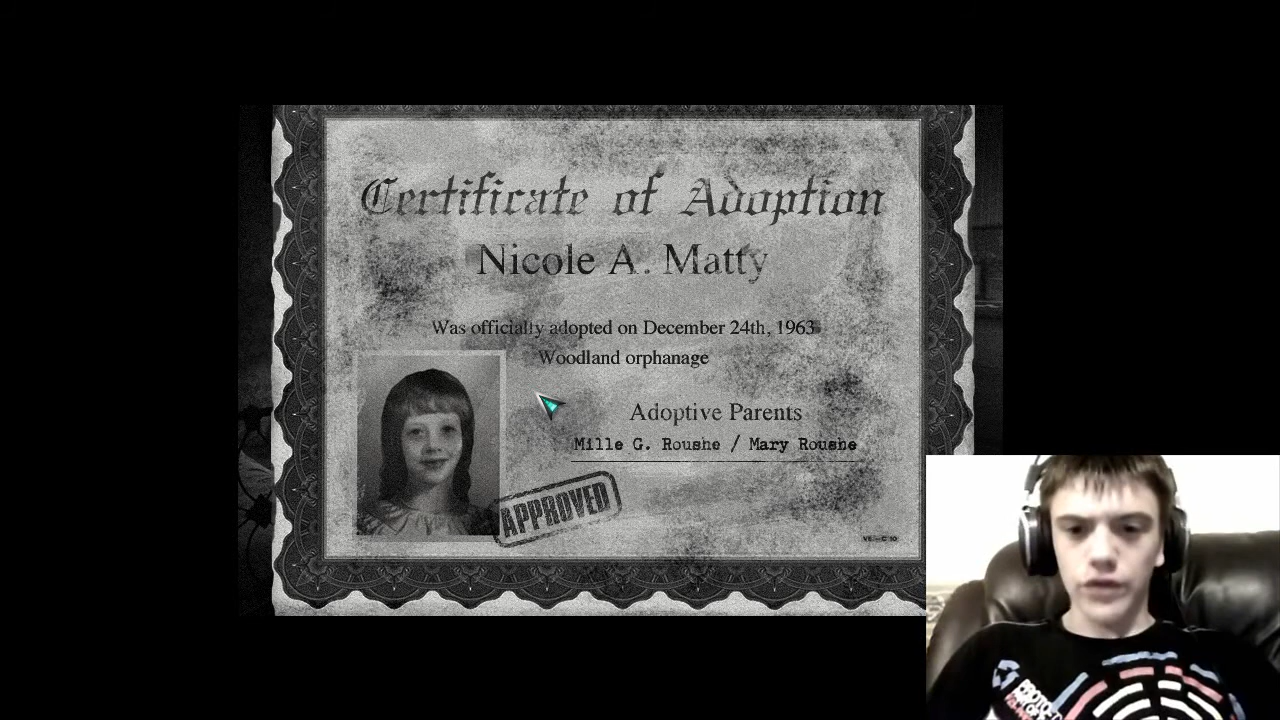 Certificate of Adoption
Nicole A. Matty
Was officially adopted on December 24th, 1963
Woodland orphanage
Adoptive Parents
Mille G. Roushe / Mary Roushe
APPROVED